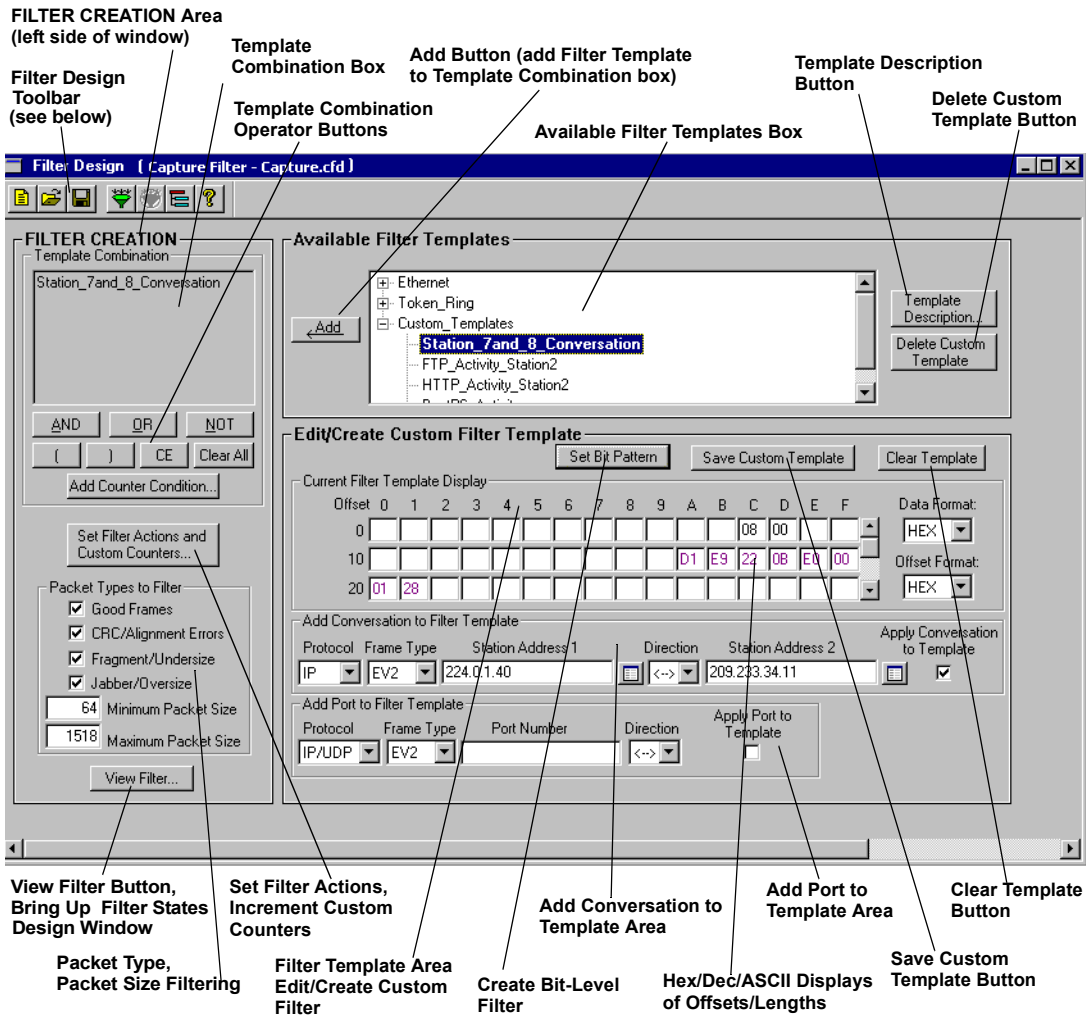 FILTER CREATION Area
(left side of window)
Template
Combination Box
Add Button (add Filter Template
to Template Combination box)
Template Description
Button
Filter Design
Toolbar
(see below)
Template Combination
Operator Buttons
Available Filter Templates Box
Delete Custom
Template Button
Filter Design ( Capture Filter - Capture.cfd )
FILTER CREATION
Template Combination
Station_7and_8_Conversation
AND OR NOT
( ) CE Clear All
Add Counter Condition...
Set Filter Actions and
Custom Counters...
Packet Types to Filter
Good Frames
CRC/Alignment Errors
Fragment/Undersize
Jabber/Oversize
64 Minimum Packet Size
1518 Maximum Packet Size
View Filter...
Available Filter Templates
Add
Ethernet
Token_Ring
Custom_Templates
Station_7and_8_Conversation
FTP_Activity_Station2
HTTP_Activity_Station2
Template
Description...
Delete Custom
Template
Edit/Create Custom Filter Template
Set Bit Pattern Save Custom Template Clear Template
Current Filter Template Display
Offset 0 1 2 3 4 5 6 7 8 9 A B C D E F
0 08 00
10 D1 E9 22 0B E0 00
20 01 28
Data Format:
HEX
Offset Format:
HEX
Add Conversation to Filter Template
Protocol Frame Type Station Address 1 Direction Station Address 2
Apply Conversation
to Template
IP EV2 224.0.1.40 <--> 209.233.34.11
Add Port to Filter Template
Protocol Frame Type Port Number Direction
Apply Port to
Template
IP/UDP EV2 <-->
View Filter Button,
Bring Up Filter States
Design Window
Set Filter Actions,
Increment Custom
Counters
Add Conversation to
Template Area
Add Port to
Template Area
Clear Template
Button
Packet Type,
Packet Size Filtering
Filter Template Area
Edit/Create Custom
Filter
Create Bit-Level
Filter
Hex/Dec/ASCII Displays
of Offsets/Lengths
Save Custom
Template Button